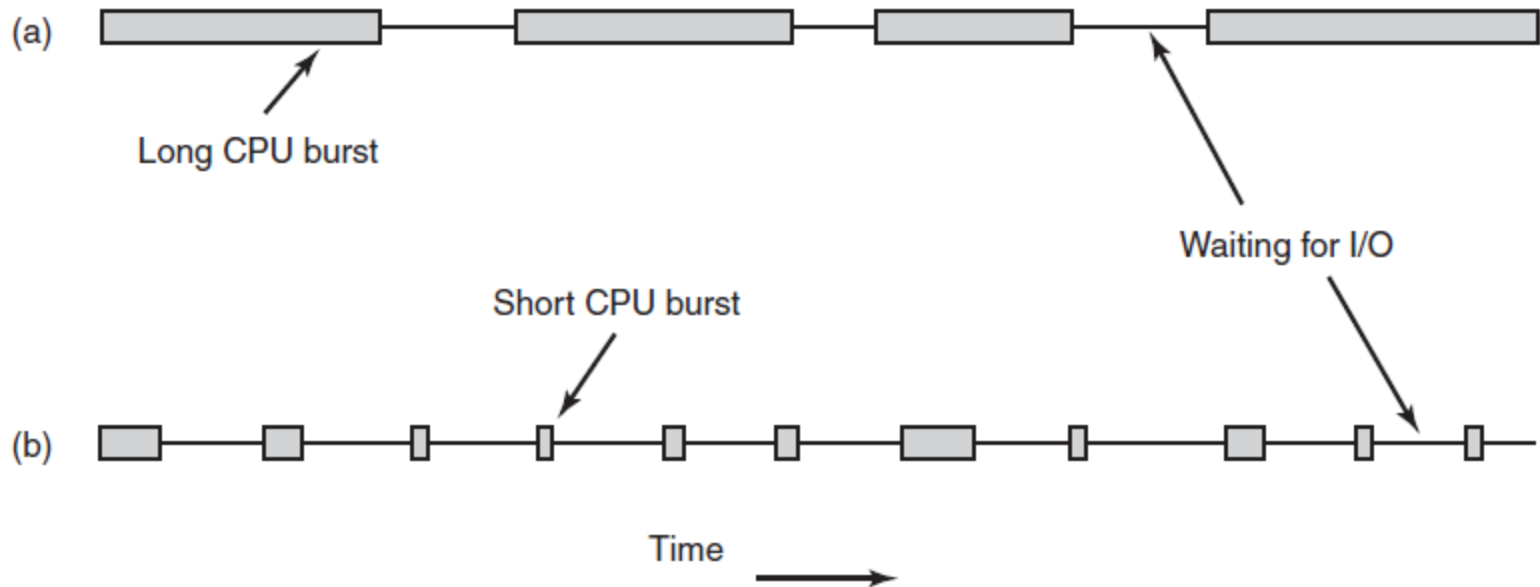 (a)
Long CPU burst
Waiting for I/O
Short CPU burst
(b)
Time